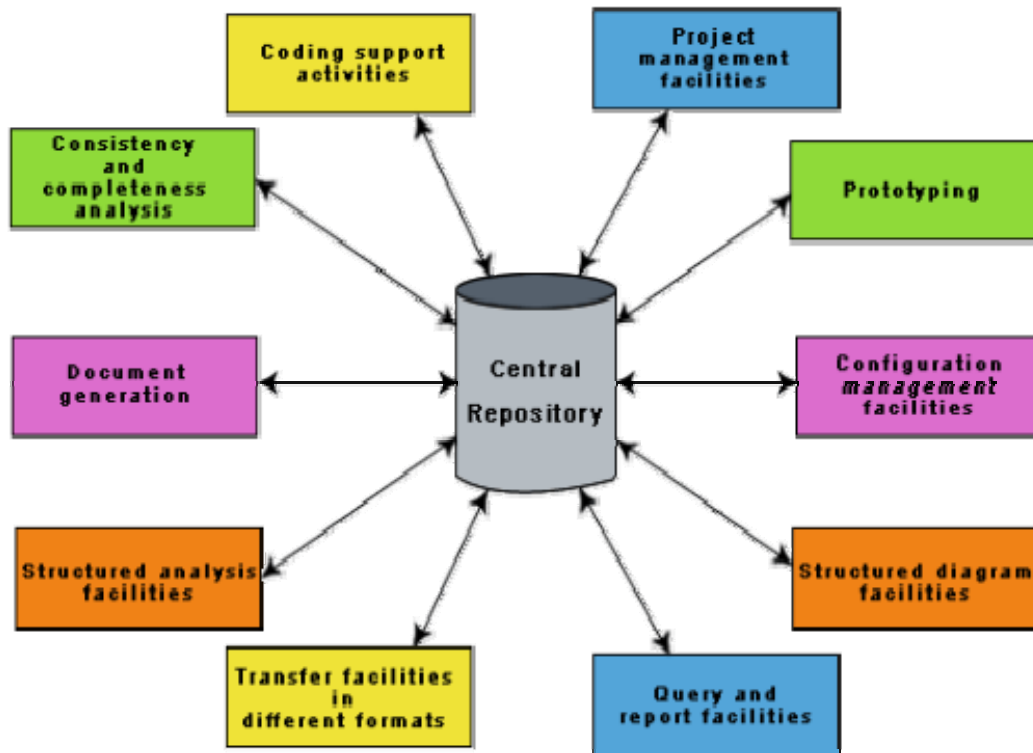 Coding support
activities
Project
management
facilities
Consistency
and
completeness
analysis
Prototyping
Document
generation
Central
Repository
Configuration
management
facilities
Structured analysis
facilities
Structured diagram
facilities
Transfer facilities
in
different formats
Query and
report facilities